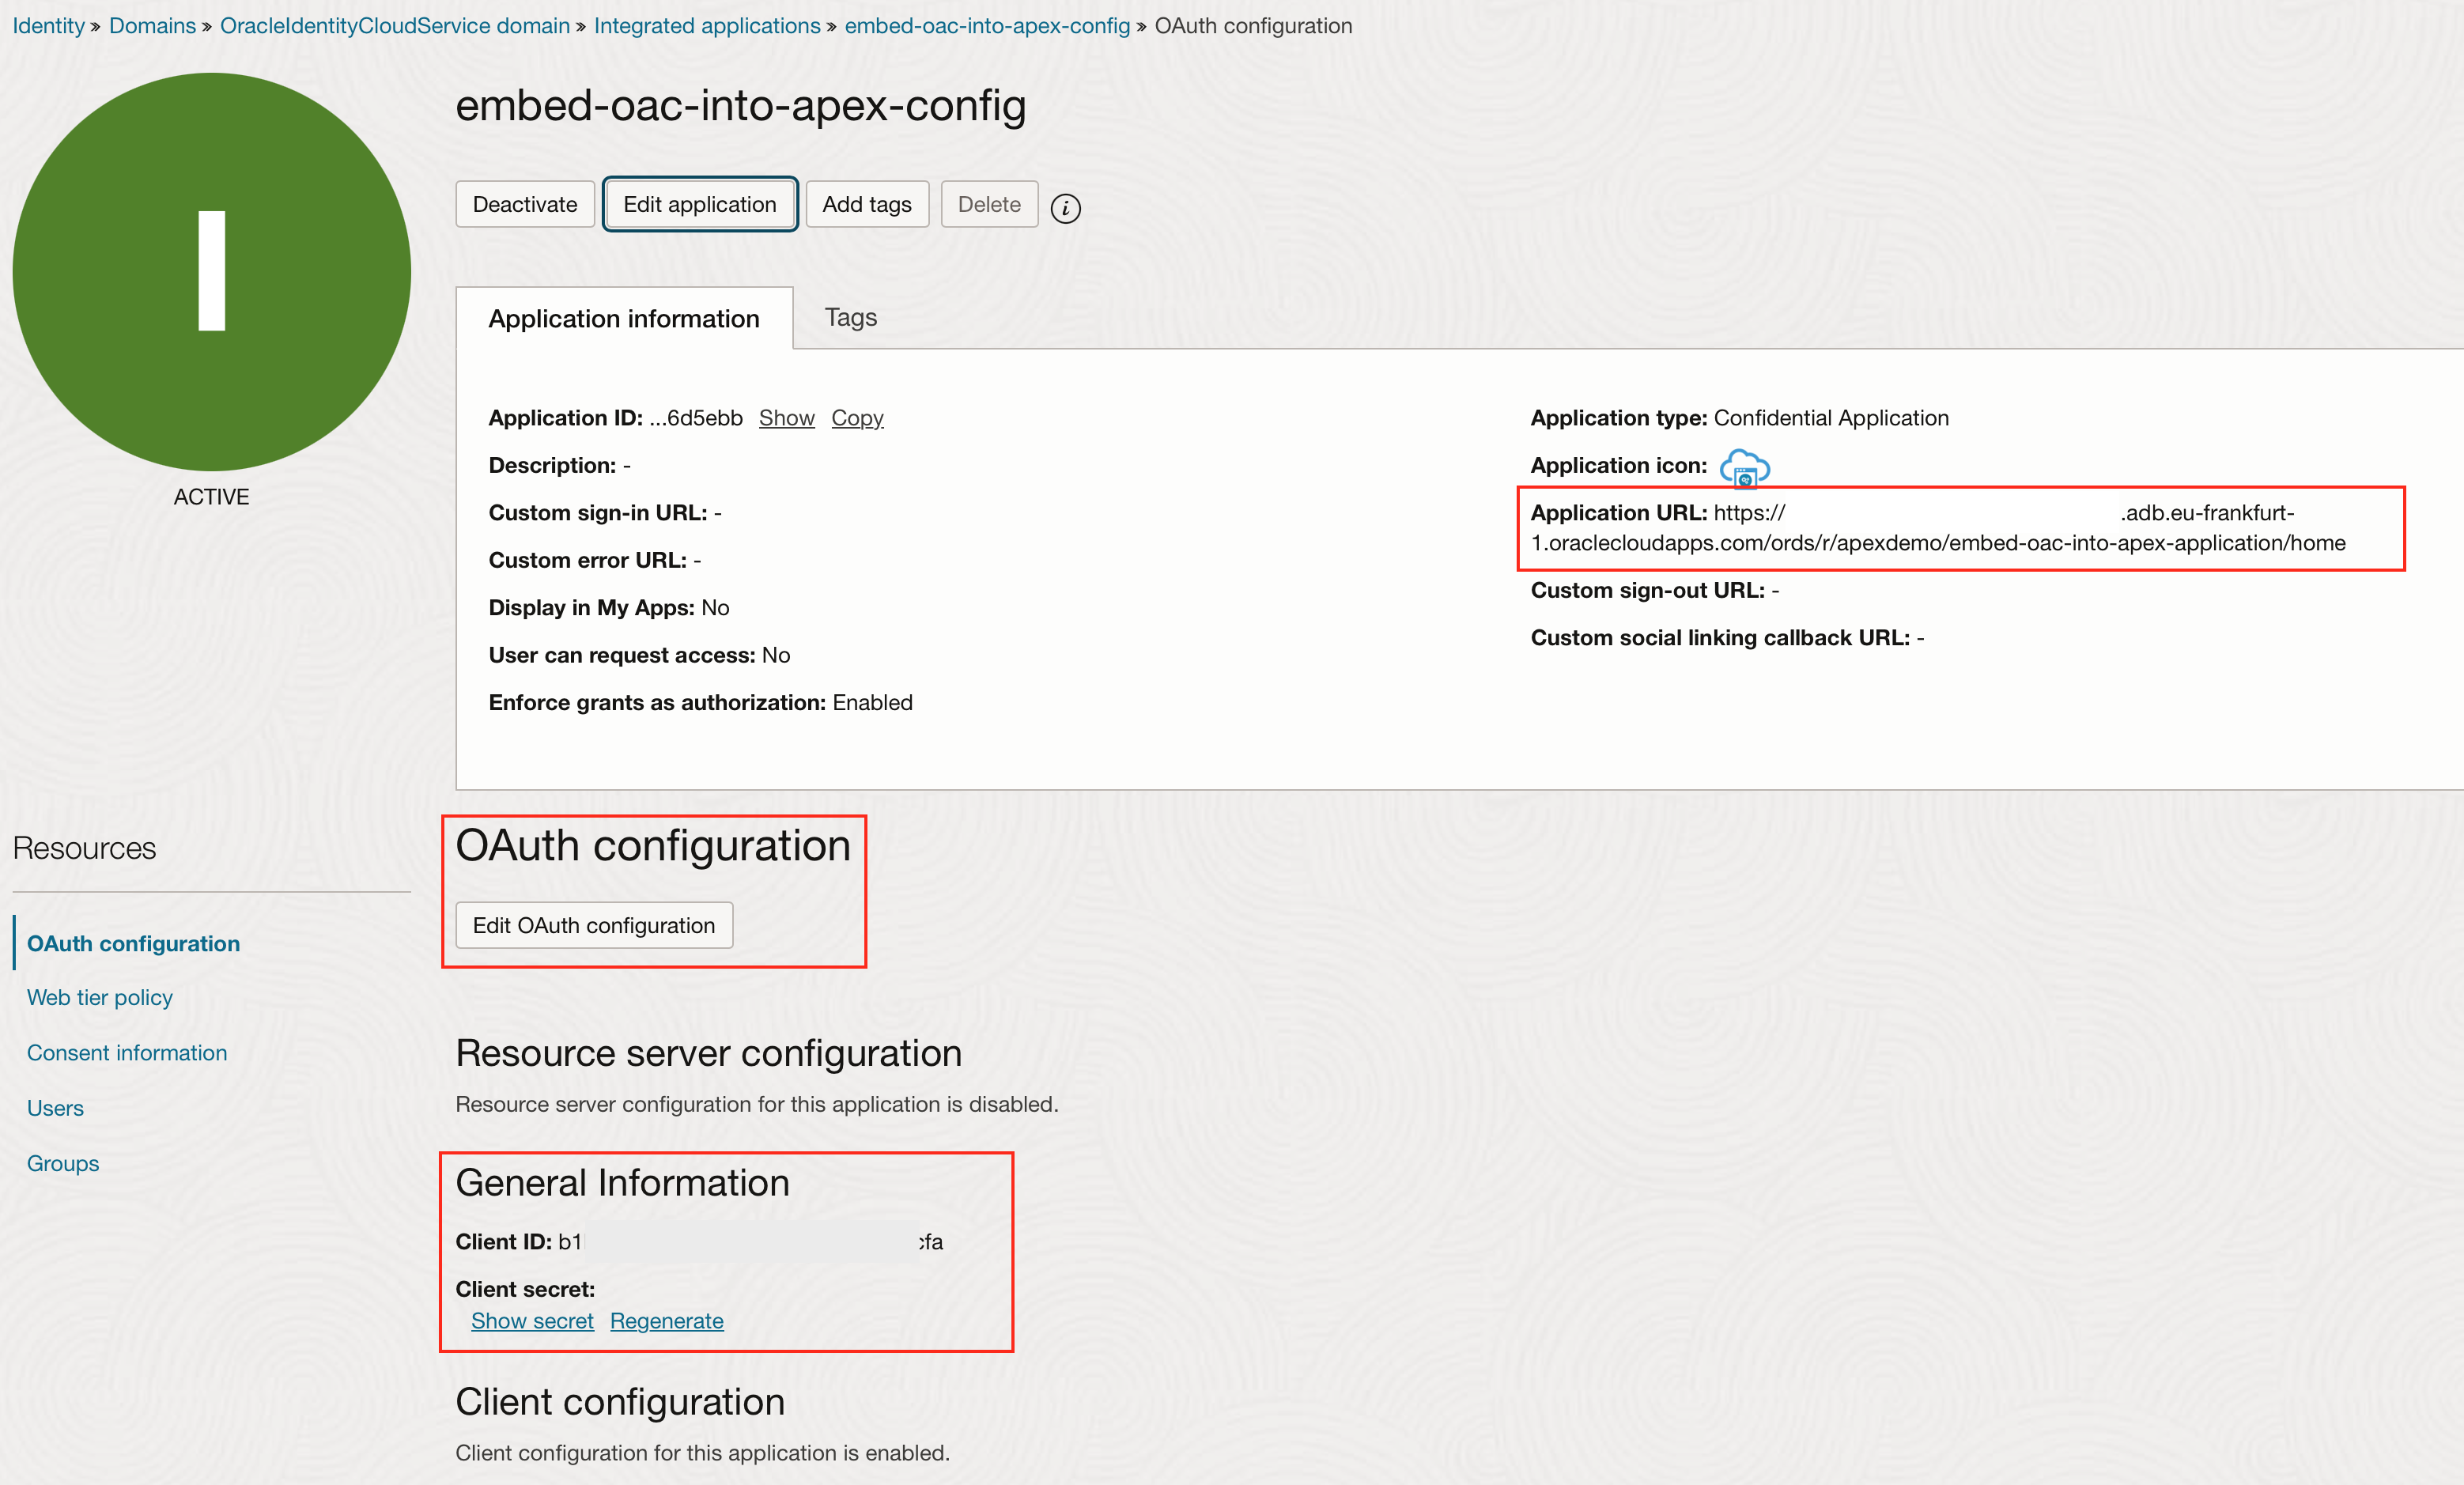 Identity » Domains » OracleIdentityCloudService domain » Integrated applications » embed-oac-into-apex-config » OAuth configuration
I
ACTIVE
embed-oac-into-apex-config
Deactivate Edit application Add tags Delete i
Application information Tags
Application ID: ...6d5ebb Show Copy
Description: -
Custom sign-in URL: -
Custom error URL: -
Display in My Apps: No
User can request access: No
Enforce grants as authorization: Enabled
Application type: Confidential Application
Application icon:
Application URL: https:// .adb.eu-frankfurt-
1.oraclecloudapps.com/ords/r/apexdemo/embed-oac-into-apex-application/home
Custom sign-out URL: -
Custom social linking callback URL: -
Resources
OAuth configuration
Web tier policy
Consent information
Users
Groups
OAuth configuration
Edit OAuth configuration
Resource server configuration
Resource server configuration for this application is disabled.
General Information
Client ID: b1 cfa
Client secret:
Show secret Regenerate
Client configuration
Client configuration for this application is enabled.